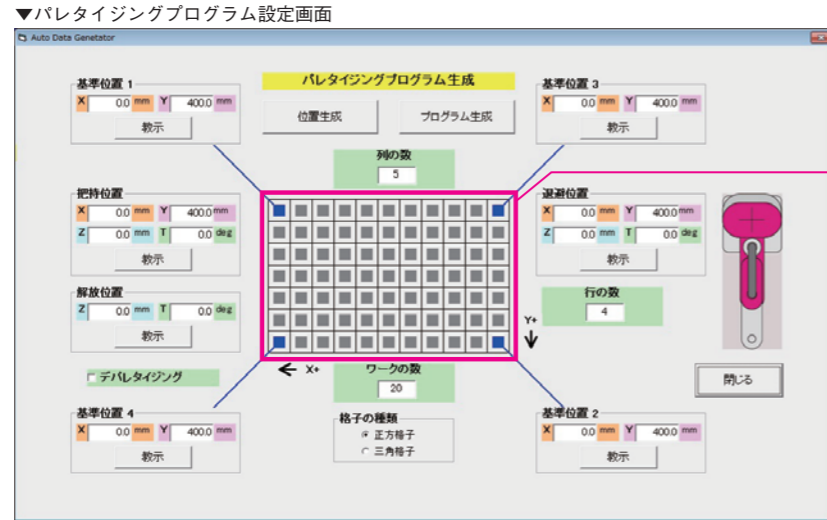 ▼パレタイジングプログラム設定画面
Auto Data Genetator
基準位置 1
X 0.0 mm Y 400.0 mm
教示
パレタイジングプログラム生成
位置生成 プログラム生成
基準位置 3
X 0.0 mm Y 400.0 mm
教示
列の数
5
把持位置
X 0.0 mm Y 400.0 mm
Z 0.0 mm T 0.0 deg
教示
退避位置
X 0.0 mm Y 400.0 mm
Z 0.0 mm T 0.0 deg
教示
解放位置
Z 0.0 mm T 0.0 deg
教示
行の数
4
Y+
X+
デパレタイジング
ワークの数
20
閉じる
基準位置 4
X 0.0 mm Y 400.0 mm
教示
格子の種類
正方格子
三角格子
基準位置 2
X 0.0 mm Y 400.0 mm
教示